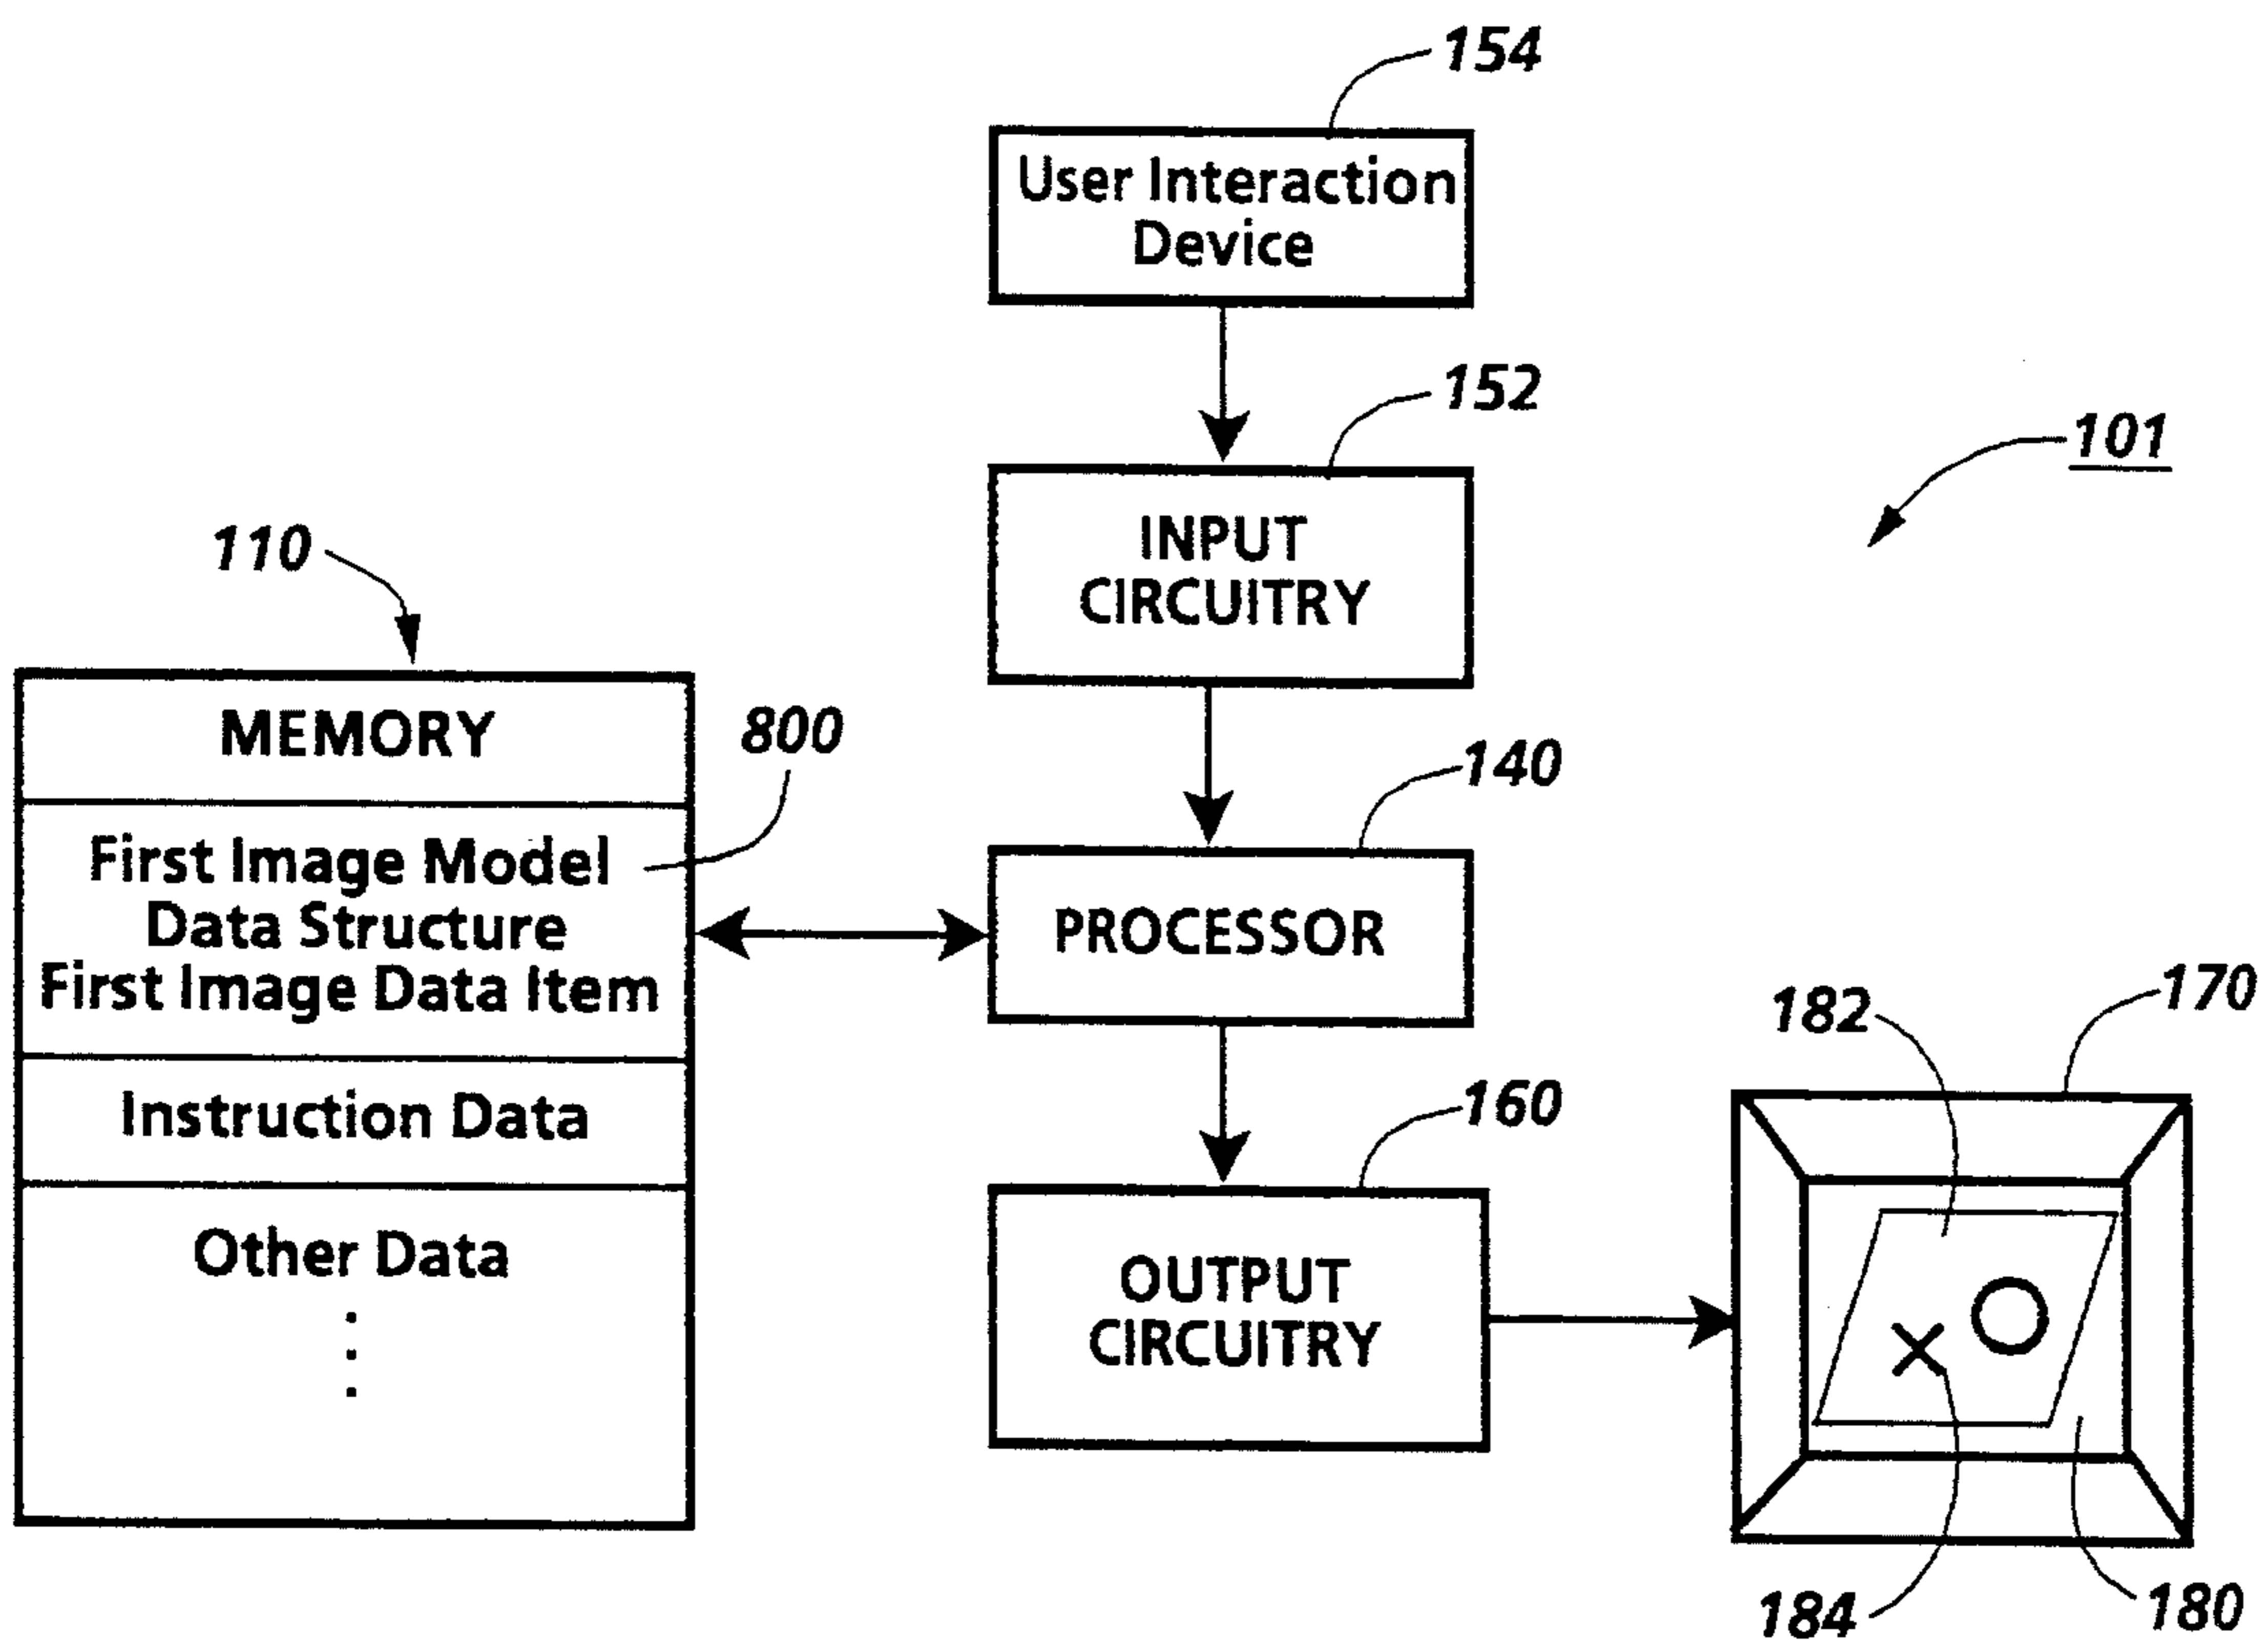 154
User Interaction
Device
152
101
INPUT
CIRCUITRY
110
MEMORY
800
140
First Image Model
Data Structure
First Image Data Item
PROCESSOR
182
170
Instruction Data
160
Other Data
OUTPUT
CIRCUITRY
184
180